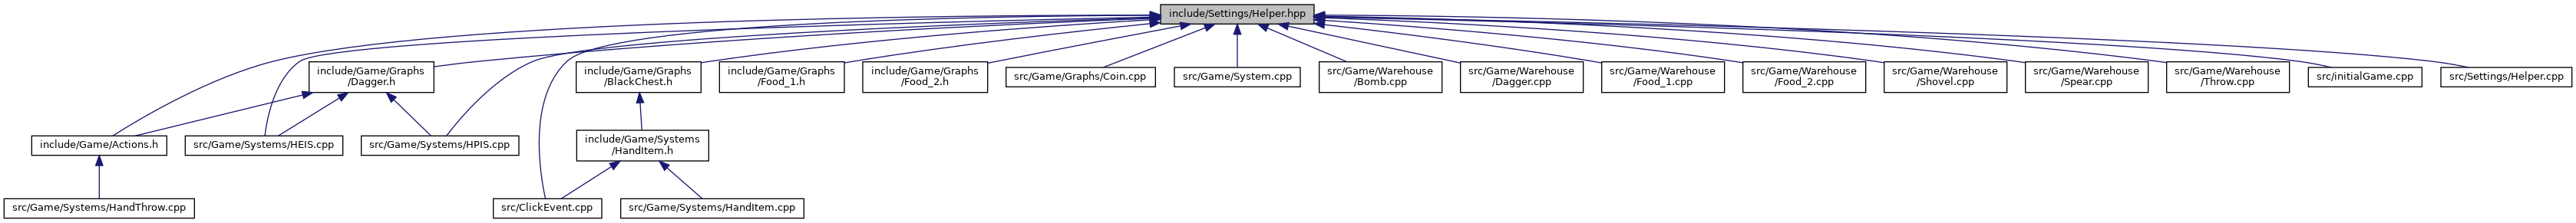 include/Settings/Helper.hpp
include/Game/Graphs
/Dagger.h
include/Game/Graphs
/BlackChest.h
include/Game/Graphs
/Food_1.h
include/Game/Graphs
/Food_2.h
src/Game/Graphs/Coin.cpp
src/Game/System.cpp
src/Game/Warehouse
/Bomb.cpp
src/Game/Warehouse
/Dagger.cpp
src/Game/Warehouse
/Food_1.cpp
src/Game/Warehouse
/Food_2.cpp
src/Game/Warehouse
/Shovel.cpp
src/Game/Warehouse
/Spear.cpp
src/Game/Warehouse
/Throw.cpp
src/initialGame.cpp
src/Settings/Helper.cpp
include/Game/Actions.h
src/Game/Systems/HEIS.cpp
src/Game/Systems/HPIS.cpp
include/Game/Systems
/HandItem.h
src/Game/Systems/HandThrow.cpp
src/ClickEvent.cpp
src/Game/Systems/HandItem.cpp